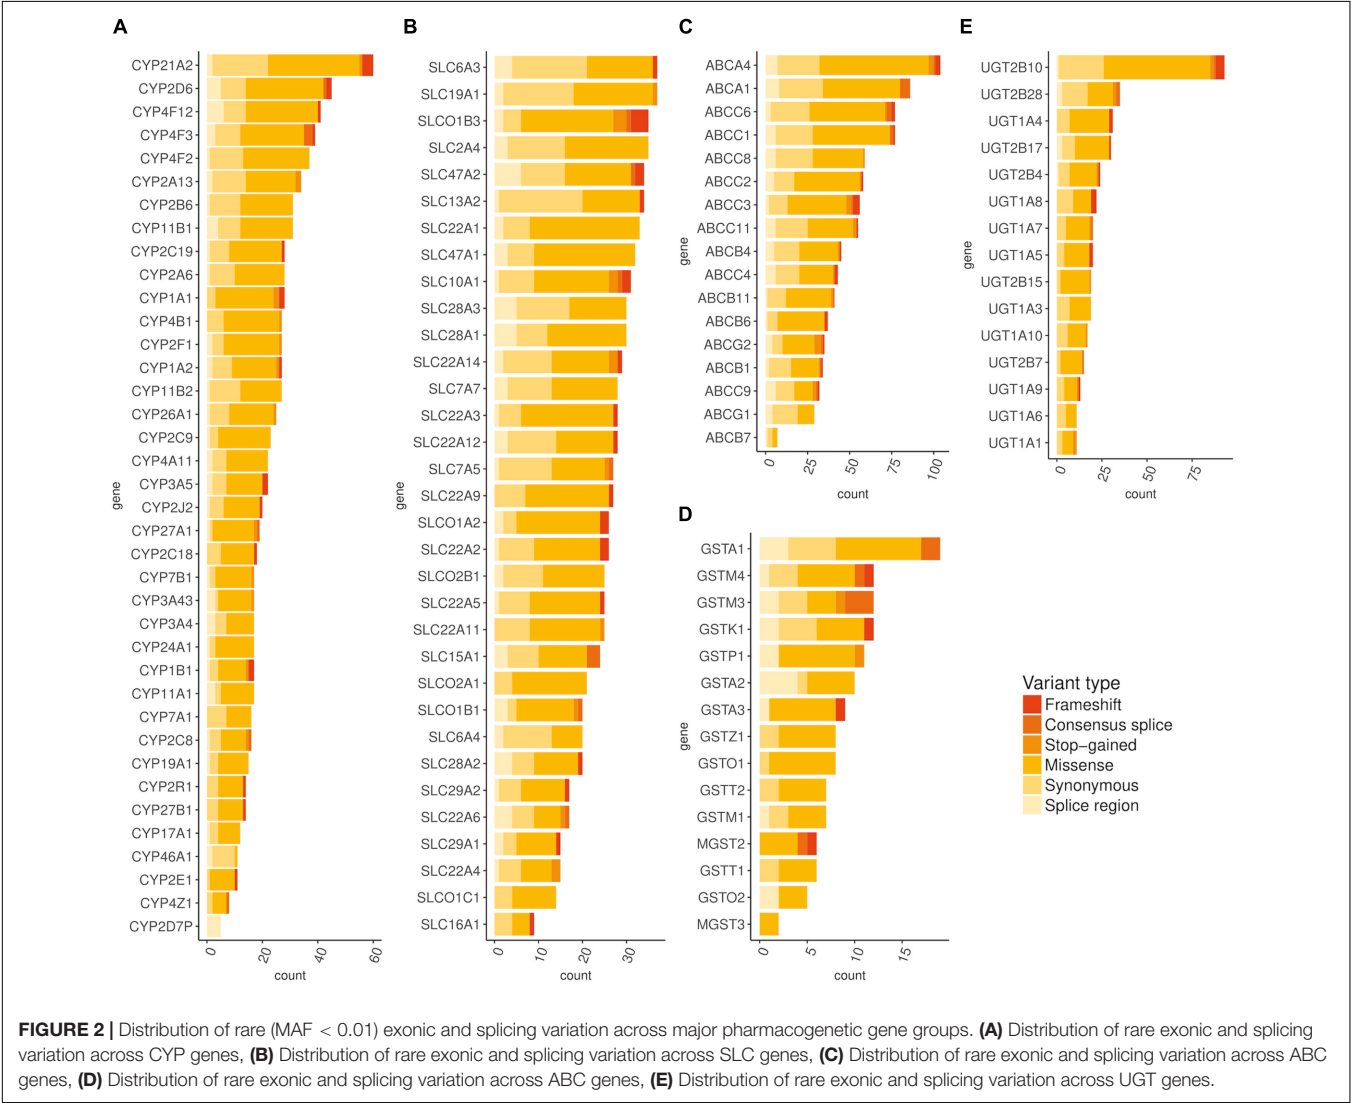 A
CYP21A2
CYP2D6
CYP4F12
CYP4F3
CYP4F2
CYP2A13
CYP2B6
CYP11B1
CYP2C19
CYP2A6
CYP1A1
CYP4B1
CYP2F1
CYP1A2
CYP11B2
CYP26A1
CYP2C9
CYP4A11
CYP3A5
CYP2J2
CYP27A1
CYP2C18
CYP7B1
CYP3A43
CYP3A4
CYP24A1
CYP1B1
CYP11A1
CYP7A1
CYP2C8
CYP19A1
CYP2R1
CYP27B1
CYP17A1
CYP46A1
CYP2E1
CYP4Z1
CYP2D7P
gene
0 20 40 60
count
B
SLC6A3
SLC19A1
SLCO1B3
SLC2A4
SLC47A2
SLC13A2
SLC22A1
SLC47A1
SLC10A1
SLC28A3
SLC28A1
SLC22A14
SLC7A7
SLC22A3
SLC22A12
SLC7A5
SLC22A9
SLCO1A2
SLC22A2
SLCO2B1
SLC22A5
SLC22A11
SLC15A1
SLCO2A1
SLCO1B1
SLC6A4
SLC28A2
SLC29A2
SLC22A6
SLC29A1
SLC22A4
SLCO1C1
SLC16A1
gene
0 10 20 30
count
C
ABCA4
ABCA1
ABCC6
ABCC1
ABCC8
ABCC2
ABCC3
ABCC11
ABCB4
ABCC4
ABCB11
ABCB6
ABCG2
ABCB1
ABCC9
ABCG1
ABCB7
gene
0 25 50 75 100
count
D
GSTA1
GSTM4
GSTM3
GSTK1
GSTP1
GSTA2
GSTA3
GSTZ1
GSTO1
GSTT2
GSTM1
MGST2
GSTT1
GSTO2
MGST3
gene
0 5 10 15
count
E
UGT2B10
UGT2B28
UGT1A4
UGT2B17
UGT2B4
UGT1A8
UGT1A7
UGT1A5
UGT2B15
UGT1A3
UGT1A10
UGT2B7
UGT1A9
UGT1A6
UGT1A1
gene
0 25 50 75
count
Variant type
Frameshift
Consensus splice
Stop−gained
Missense
Synonymous
Splice region
FIGURE 2 | Distribution of rare (MAF < 0.01) exonic and splicing variation across major pharmacogenetic gene groups. (A) Distribution of rare exonic and splicing
variation across CYP genes, (B) Distribution of rare exonic and splicing variation across SLC genes, (C) Distribution of rare exonic and splicing variation across ABC
genes, (D) Distribution of rare exonic and splicing variation across ABC genes, (E) Distribution of rare exonic and splicing variation across UGT genes.